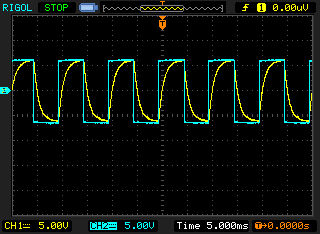 RIGOL STOP T 1 0.00uV
T
1
CH1 5.00V CH2 5.00V Time 5.000ms T→0.0000s